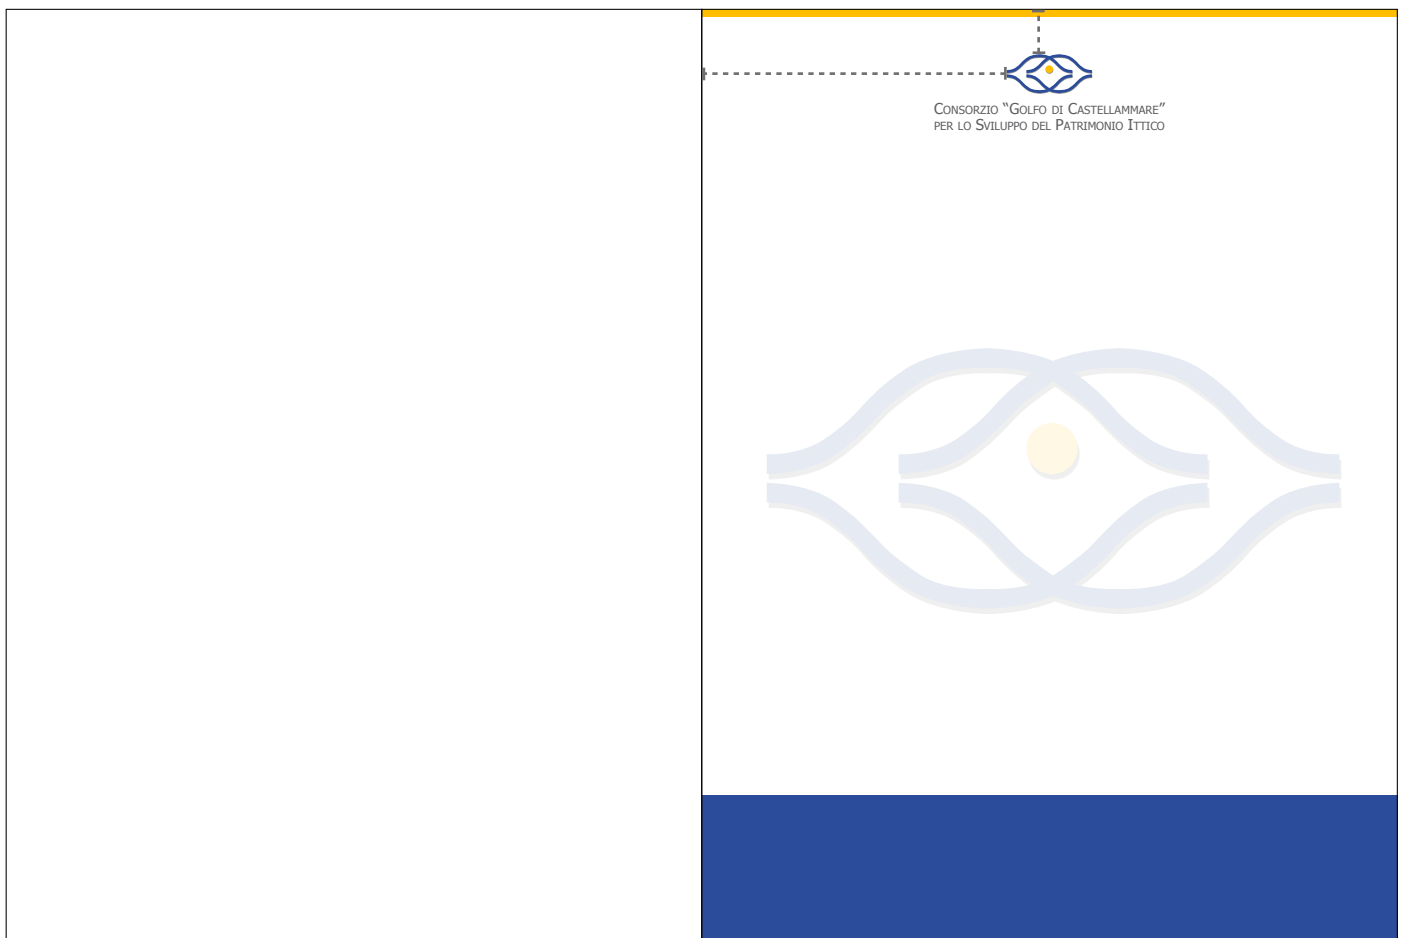 Consorzio “Golfo di Castellammare”
per lo Sviluppo del Patrimonio Ittico